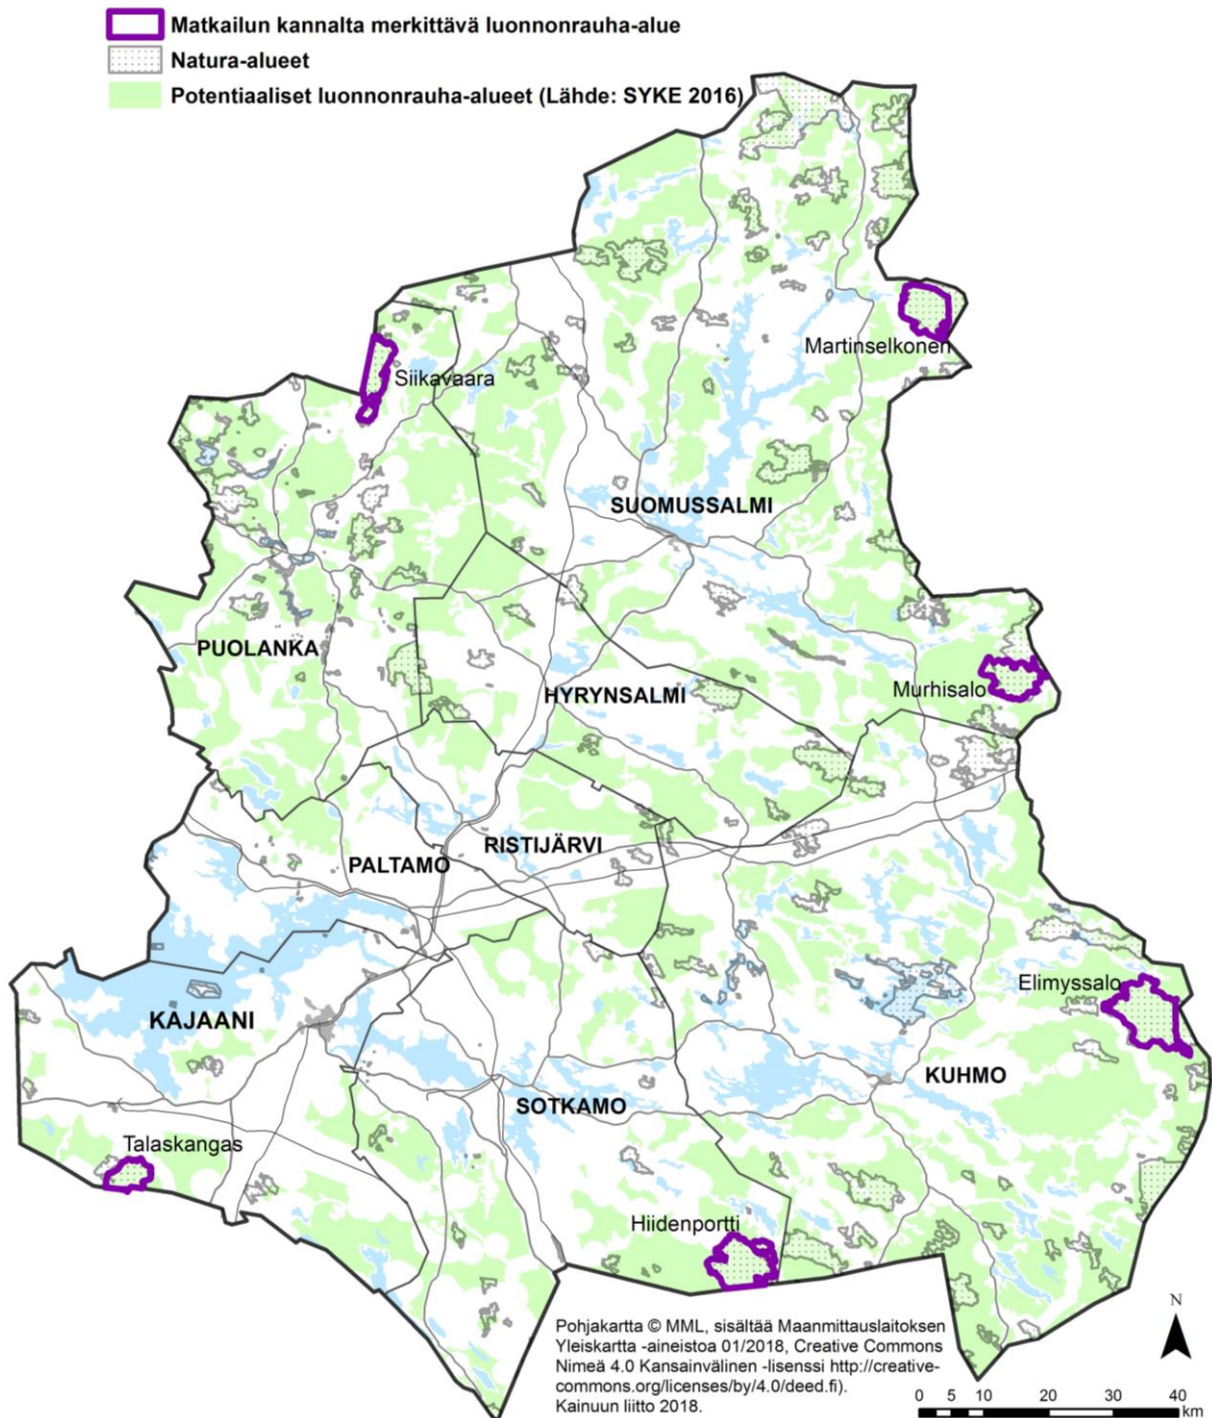 Matkailun kannalta merkittävä luonnonrauha-alue
Natura-alueet
Potentiaaliset luonnonrauha-alueet (Lähde: SYKE 2016)
Martinselkonen
Siikavaara
SUOMUSSALMI
PUOLANKA
HYRYNSALMI
Murhisalo
RISTIJÄRVI
PALTAMO
Elimyssalo
KAJAANI
KUHMO
SOTKAMO
Talaskangas
Hiidenportti
Pohjakartta © MML, sisältää Maanmittauslaitoksen
Yleiskartta -aineistoa 01/2018, Creative Commons
Nimeä 4.0 Kansainvälinen -lisenssi http://creative-
commons.org/licenses/by/4.0/deed.fi).
Kainuun liitto 2018.
N
0 5 10 20 30 40
km